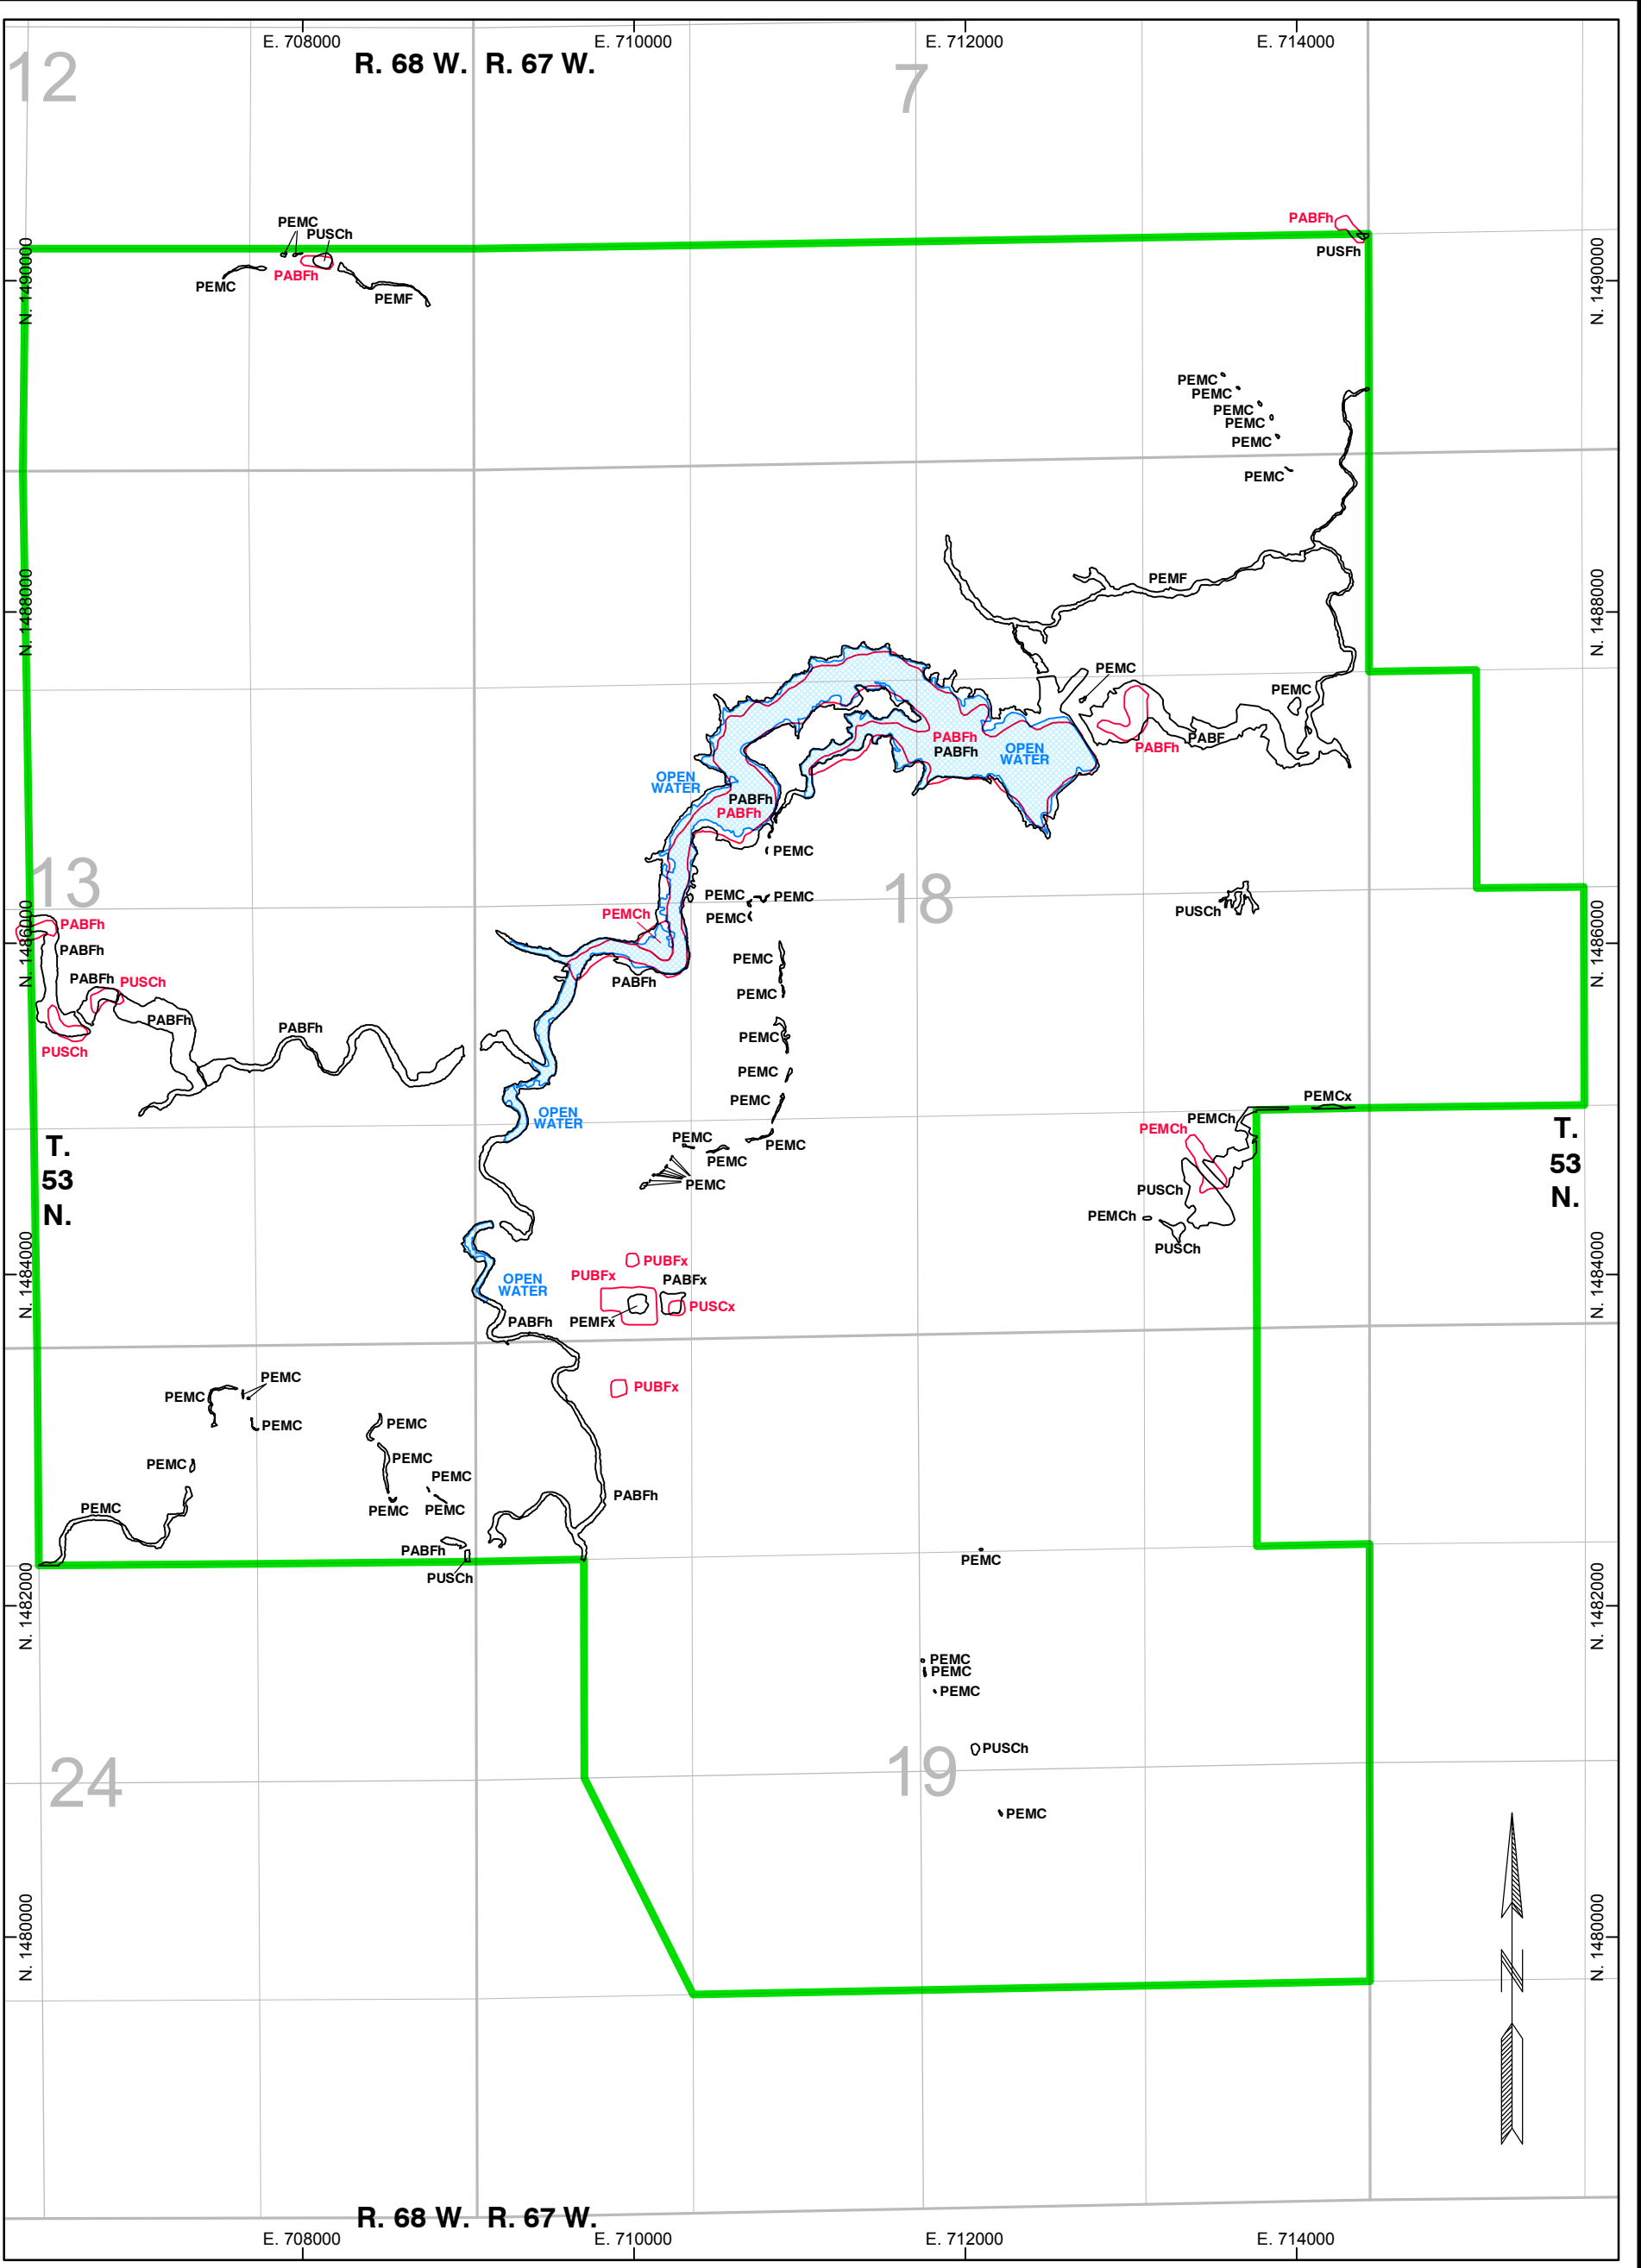 E. 708000 E. 710000 E. 712000 E. 714000
R. 68 W. R. 67 W.
12 7
PEMC
PUSCh
PABFh
PEMC
PEMF
PABFh
PUSFh
N. 1490000 N. 1490000
PEMC
PEMC
PEMC
PEMC
PEMC
PEMC
N. 1488000 N. 1488000
PEMF
PEMC
PEMC
PABFh
PABFh
OPEN
WATER
PABF
PABFh
OPEN
WATER
PABFh
PABFh
PEMC
13 18
PEMC PEMC
PEMC
PUSCh
PEMCh
PABFh
PABFh
N. 1486000 N. 1486000
PEMC
PABFh
PABFh PUSCh
PEMC
PABFh
PABFh
PEMC
PUSCh
PEMC
PEMC
PEMCx
OPEN
WATER
PEMCh
PEMCh
T.
53
N.
T.
53
N.
PEMC
PEMC
PEMC
PEMC
PUSCh
PEMCh
PUSCh
N. 1484000 N. 1484000
PUBFx
PUBFx
PABFx
OPEN
WATER
PUSCx
PEMFx
PABFh
PEMC
PUBFx
PEMC
PEMC
PEMC
PEMC
PEMC
PEMC
PABFh
PEMC
PEMC
PEMC
PABFh
PUSCh
PEMC
N. 1482000 N. 1482000
PEMC
PEMC
PEMC
PUSCh
24 19
PEMC
N. 1480000 N. 1480000
N
R. 68 W. R. 67 W.
E. 708000 E. 710000 E. 712000 E. 714000